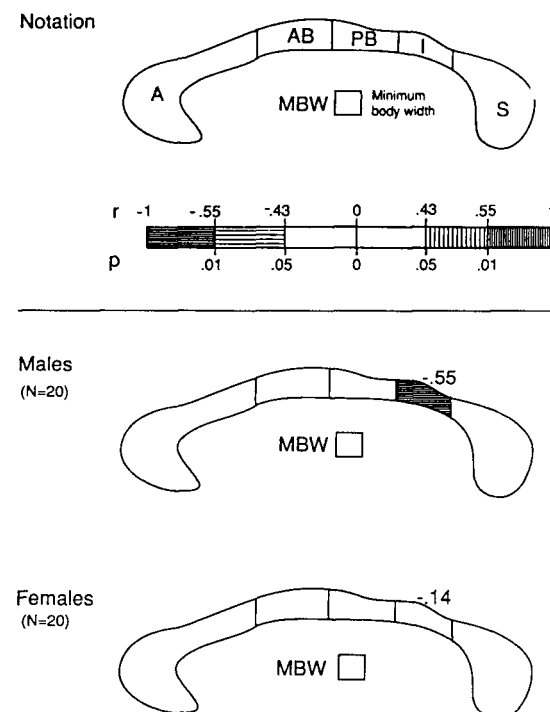 Notation
A AB PB I S
MBW Minimum body width
r -1 -.55 -.43 0 .43 .55
p .01 .05 0 .05 .01
Males
(N=20)
-.55
MBW
Females
(N=20)
-.14
MBW